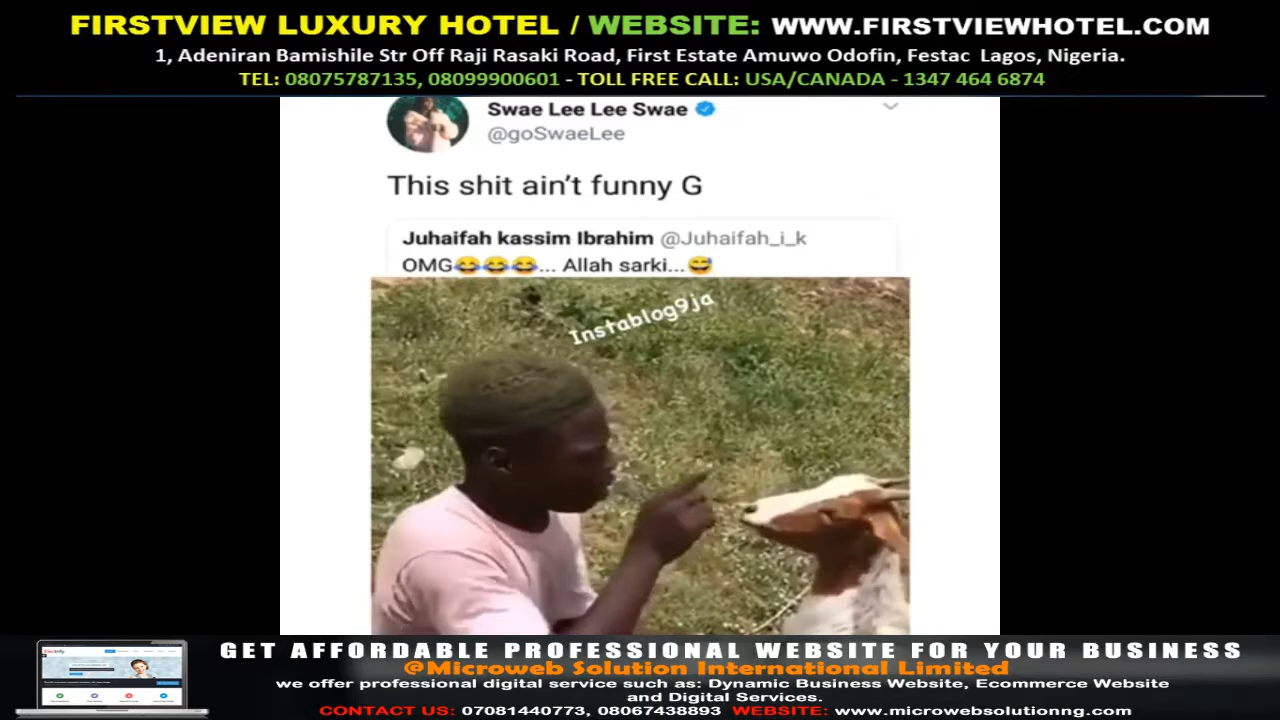 FIRSTVIEW LUXURY HOTEL / WEBSITE: WWW.FIRSTVIEWHOTEL.COM
1, Adeniran Bamishile Str Off Raji Rasaki Road, First Estate Amuwo Odofin, Festac Lagos, Nigeria.
TEL: 08075787135, 08099900601 - TOLL FREE CALL: USA/CANADA - 1347 464 6874
Swae Lee Lee Swae
@goSwaeLee
This shit ain't funny G
Juhaifah kassim Ibrahim @Juhaifah_i_k
OMG😂😂😂... Allah sarki...😅
Instablog9ja
GET AFFORDABLE PROFESSIONAL WEBSITE FOR YOUR BUSINESS
@Microweb Solution International Limited
we offer professional digital service such as: Dynamic Business Website, Ecommerce Website
and Digital Services.
CONTACT US: 07081440773, 08067438893 WEBSITE: www.microwebsolutionng.com